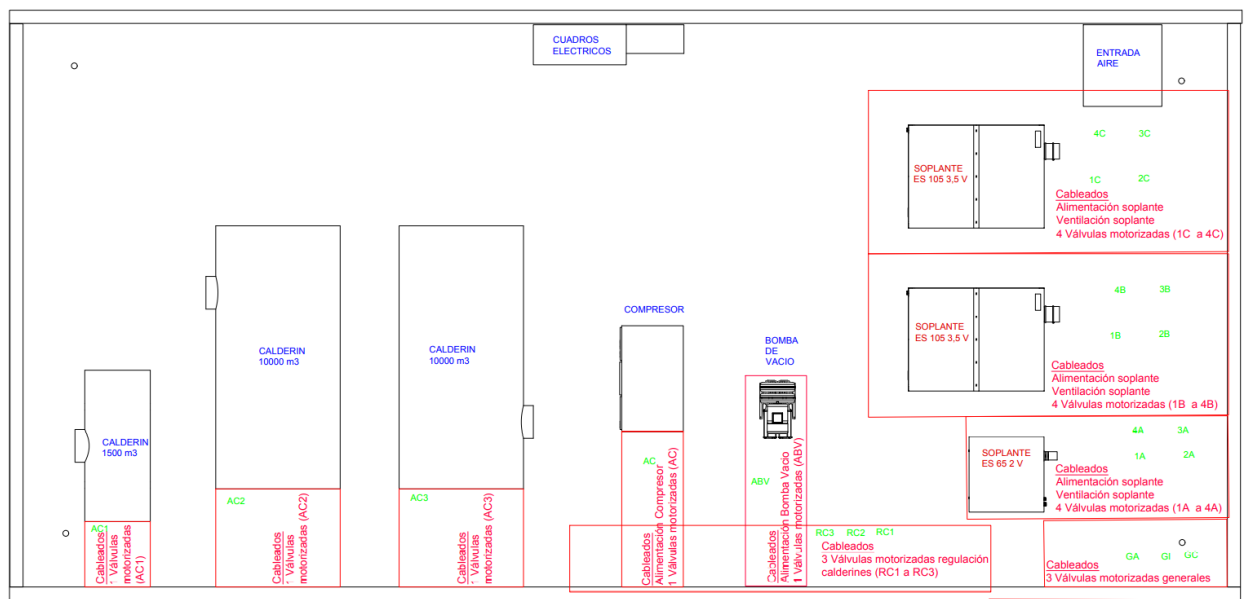 CUADROS
ELECTRICOS
ENTRADA
AIRE
4C
3C
1C
2C
SOPLANTE
ES 105 3,5 V
Cableados
Alimentación soplante
Ventilación soplante
4 Válvulas motorizadas (1C a 4C)
4B
3B
1B
2B
SOPLANTE
ES 105 3,5 V
Cableados
Alimentación soplante
Ventilación soplante
4 Válvulas motorizadas (1B a 4B)
COMPRESOR
BOMBA
DE
VACIO
CALDERIN
10000 m3
CALDERIN
10000 m3
CALDERIN
1500 m3
4A
3A
1A
2A
SOPLANTE
ES 65 2 V
Cableados
Alimentación soplante
Ventilación soplante
4 Válvulas motorizadas (1A a 4A)
AC1
Cableados
1 Válvulas
motorizadas
(AC1)
AC2
Cableados
1 Válvulas
motorizadas (AC2)
AC3
Cableados
1 Válvulas
motorizadas (AC3)
AC
Cableados
Alimentación Compresor
1 Válvulas motorizadas (AC)
ABV
Cableados
Alimentación Bomba Vacio
1 Válvulas motorizadas (ABV)
RC3
RC2
RC1
Cableados
3 Válvulas motorizadas regulación
calderines (RC1 a RC3)
GA
GI
GC
Cableados
3 Válvulas motorizadas generales